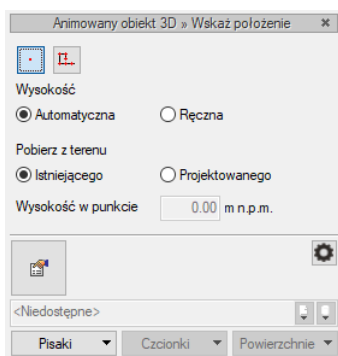 Animowany obiekt 3D » Wskaż położenie
Wysokość
Automatyczna Ręczna
Pobierz z terenu
Istniejącego Projektowanego
Wysokość w punkcie 0.00 m n.p.m.
<Niedostępne>
Pisaki Czcionki Powierzchnie